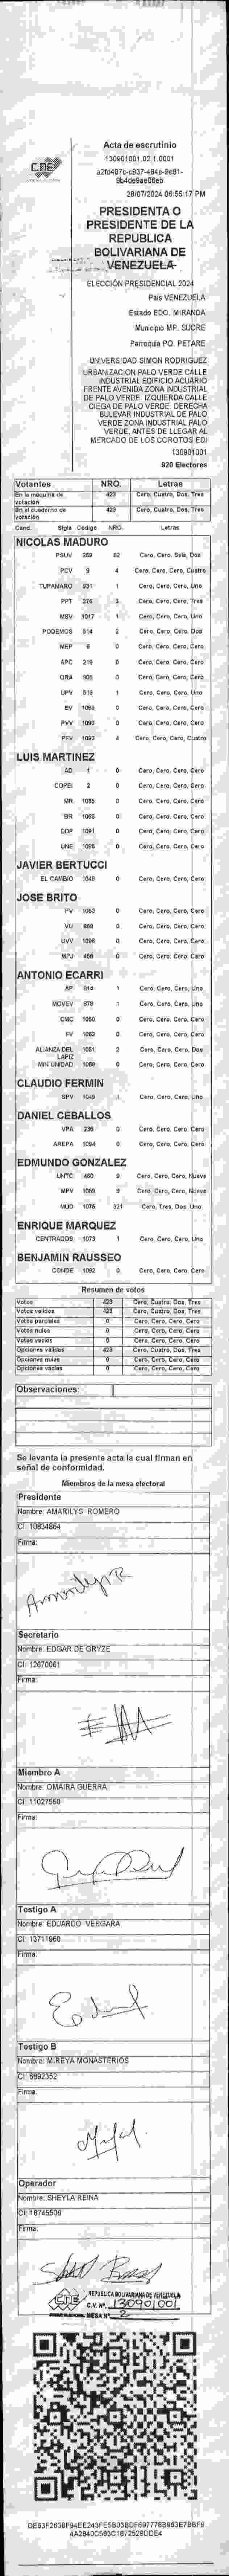 CNE
Acta de escrutinio
130901001.02.1.0001
28/07/2024 06:55:17 PM
PRESIDENTA O
PRESIDENTE DE LA
REPUBLICA
BOLIVARIANA DE
VENEZUELA
ELECCIÓN PRESIDENCIAL 2024
País VENEZUELA
Estado EDO. MIRANDA
Municipio MP. SUCRE
Parroquia PQ. PETARE
UNIVERSIDAD SIMON RODRIGUEZ
URBANIZACION PALO VERDE CALLE
INDUSTRIAL EDIFICIO ACUARIO
FRENTE AVENIDA ZONA INDUSTRIAL
DE PALO VERDE. IZQUIERDA CALLE
CIEGA DE PALO VERDE. DERECHA
BULEVAR INDUSTRIAL DE PALO
VERDE ZONA INDUSTRIAL PALO
VERDE, ANTES DE LLEGAR AL
MERCADO DE LOS COROTOS EDI
130901001
920 Electores
Votantes NRO. Letras
En la máquina de votación 423 Cero, Cuatro, Dos, Tres
En el cuaderno de votación 423 Cero, Cuatro, Dos, Tres
Cand. Sigla Código NRO. Letras
NICOLAS MADURO
PSUV 259 62 Cero, Cero, Seis, Dos
PCV 9 4 Cero, Cero, Cero, Cuatro
TUPAMARO 931 1 Cero, Cero, Cero, Uno
PPT 376 3 Cero, Cero, Cero, Tres
MSV 1017 1 Cero, Cero, Cero, Uno
PODEMOS 514 2 Cero, Cero, Cero, Dos
MEP 6 0 Cero, Cero, Cero, Cero
APC 219 0 Cero, Cero, Cero, Cero
ORA 906 0 Cero, Cero, Cero, Cero
UPV 513 1 Cero, Cero, Cero, Uno
EV 1099 0 Cero, Cero, Cero, Cero
PVV 1090 0 Cero, Cero, Cero, Cero
PFV 1093 4 Cero, Cero, Cero, Cuatro
LUIS MARTINEZ
AD 1 0 Cero, Cero, Cero, Cero
COPEI 2 0 Cero, Cero, Cero, Cero
MR 1085 0 Cero, Cero, Cero, Cero
BR 1066 0 Cero, Cero, Cero, Cero
DDP 1091 0 Cero, Cero, Cero, Cero
UNE 1095 0 Cero, Cero, Cero, Cero
JAVIER BERTUCCI
EL CAMBIO 1048 0 Cero, Cero, Cero, Cero
JOSE BRITO
PV 1053 0 Cero, Cero, Cero, Cero
VU 868 0 Cero, Cero, Cero, Cero
UVV 1098 0 Cero, Cero, Cero, Cero
MPJ 458 0 Cero, Cero, Cero, Cero
ANTONIO ECARRI
AP 814 1 Cero, Cero, Cero, Uno
MOVEV 979 1 Cero, Cero, Cero, Uno
CMC 1050 0 Cero, Cero, Cero, Cero
FV 1062 0 Cero, Cero, Cero, Cero
ALIANZA DEL LAPIZ 1051 2 Cero, Cero, Cero, Dos
MIN UNIDAD 1068 0 Cero, Cero, Cero, Cero
CLAUDIO FERMIN
SPV 1049 1 Cero, Cero, Cero, Uno
DANIEL CEBALLOS
VPA 236 0 Cero, Cero, Cero, Cero
AREPA 1094 0 Cero, Cero, Cero, Cero
EDMUNDO GONZALEZ
UNTC 460 9 Cero, Cero, Cero, Nueve
MPV 1069 9 Cero, Cero, Cero, Nueve
MUD 1075 321 Cero, Tres, Dos, Uno
ENRIQUE MARQUEZ
CENTRADOS 1073 1 Cero, Cero, Cero, Uno
BENJAMIN RAUSSEO
CONDE 1092 0 Cero, Cero, Cero, Cero
Resumen de votos
Votos 423 Cero, Cuatro, Dos, Tres
Votos válidos 423 Cero, Cuatro, Dos, Tres
Votos parciales 0 Cero, Cero, Cero, Cero
Votos nulos 0 Cero, Cero, Cero, Cero
Votos vacíos 0 Cero, Cero, Cero, Cero
Opciones válidas 423 Cero, Cuatro, Dos, Tres
Opciones nulas 0 Cero, Cero, Cero, Cero
Opciones vacías 0 Cero, Cero, Cero, Cero
Observaciones:
Se levanta la presente acta la cual firman en
señal de conformidad.
Miembros de la mesa electoral
Presidente
Nombre: AMARILYS ROMERO
CI: 10834864
Firma:
Secretario
Nombre: EDGAR DE GRYZE
CI: 12670061
Firma:
Miembro A
Nombre: OMAIRA GUERRA
CI: 11027550
Firma:
Testigo A
Nombre: EDUARDO VERGARA
CI: 13711960
Firma:
Testigo B
Nombre: MIREYA MONASTERIOS
CI: 6892352
Firma:
Operador
Nombre: SHEYLA REINA
CI: 18745506
Firma:
CNE
REPUBLICA BOLIVARIANA DE VENEZUELA
C.V. Nº. 130901001
MESA Nº 2